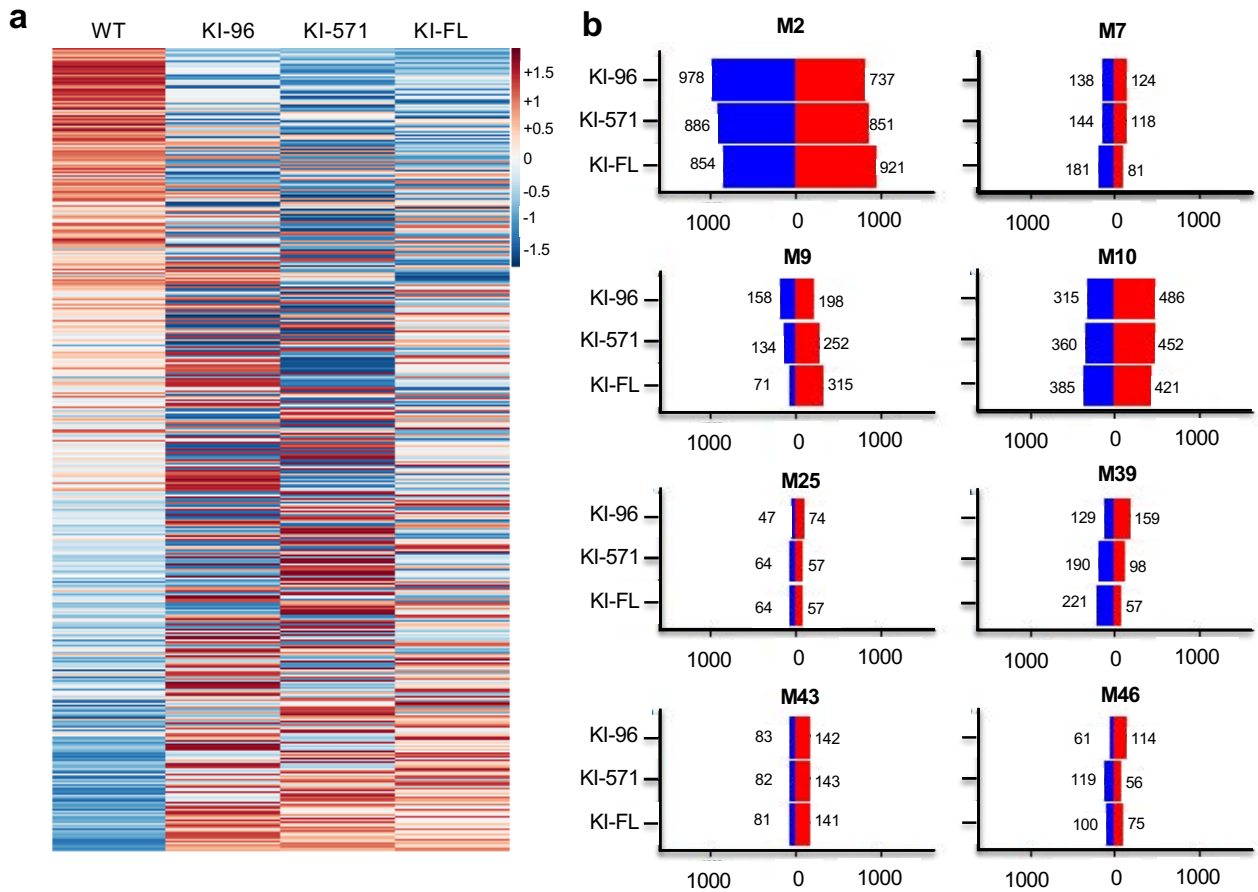 a
WT KI-96 KI-571 KI-FL
+1.5
+1
+0.5
0
-0.5
-1
-1.5
b
M2
KI-96 978 737
KI-571 886 851
KI-FL 854 921
1000 0 1000
M7
138 124
144 118
181 81
1000 0 1000
M9
KI-96 158 198
KI-571 134 252
KI-FL 71 315
1000 0 1000
M10
315 486
360 452
385 421
1000 0 1000
M25
KI-96 47 74
KI-571 64 57
KI-FL 64 57
1000 0 1000
M39
129 159
190 98
221 57
1000 0 1000
M43
KI-96 83 142
KI-571 82 143
KI-FL 81 141
1000 0 1000
M46
61 114
119 56
100 75
1000 0 1000